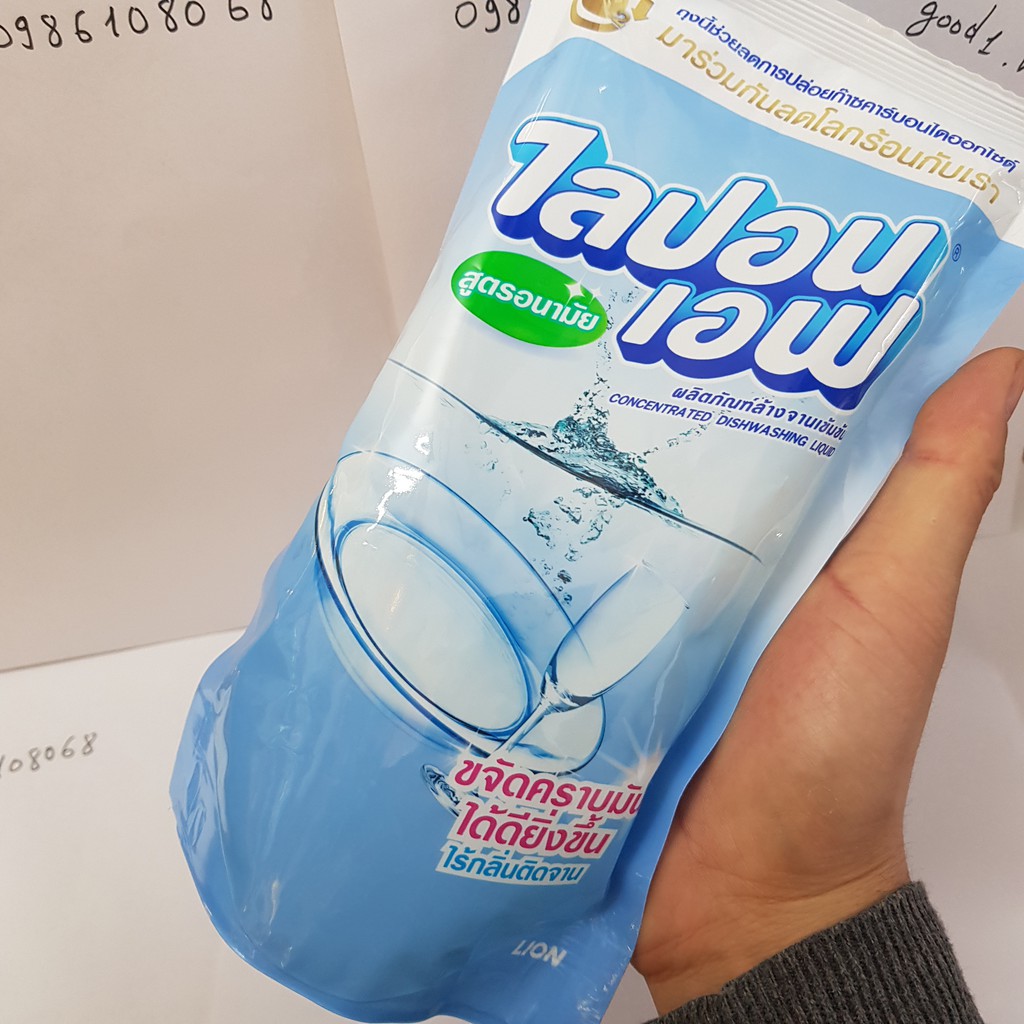 0986108068
098
good1.
ถุงนี้ช่วยลดการปล่อยก๊าซคาร์บอนไดออกไซด์
มาร่วมกันลดโลกร้อนกับเรา
ไลปอน
®
เอฟ
สูตรอนามัย
ผลิตภัณฑ์ล้างจานเข้มข้น
CONCENTRATED DISHWASHING LIQUID
108068
ขจัดคราบมัน
ได้ดียิ่งขึ้น
ไร้กลิ่นติดจาน
LION